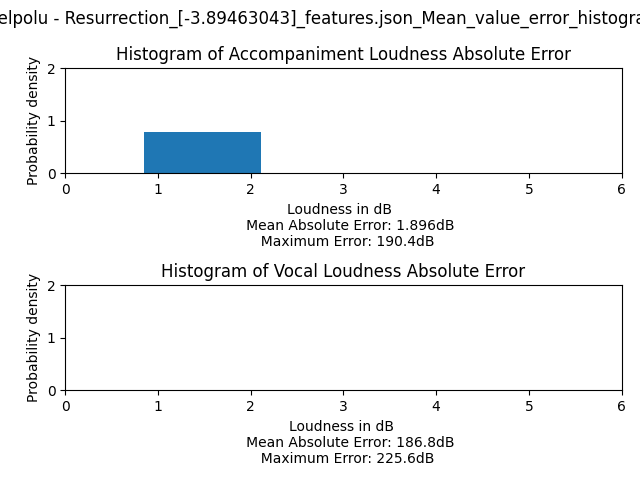 elpolu - Resurrection_[-3.89463043]_features.json_Mean_value_error_histogra
Histogram of Accompaniment Loudness Absolute Error
Probability density
2
1
0
0 1 2 3 4 5 6
Loudness in dB
Mean Absolute Error: 1.896dB
Maximum Error: 190.4dB
Histogram of Vocal Loudness Absolute Error
Probability density
2
1
0
0 1 2 3 4 5 6
Loudness in dB
Mean Absolute Error: 186.8dB
Maximum Error: 225.6dB